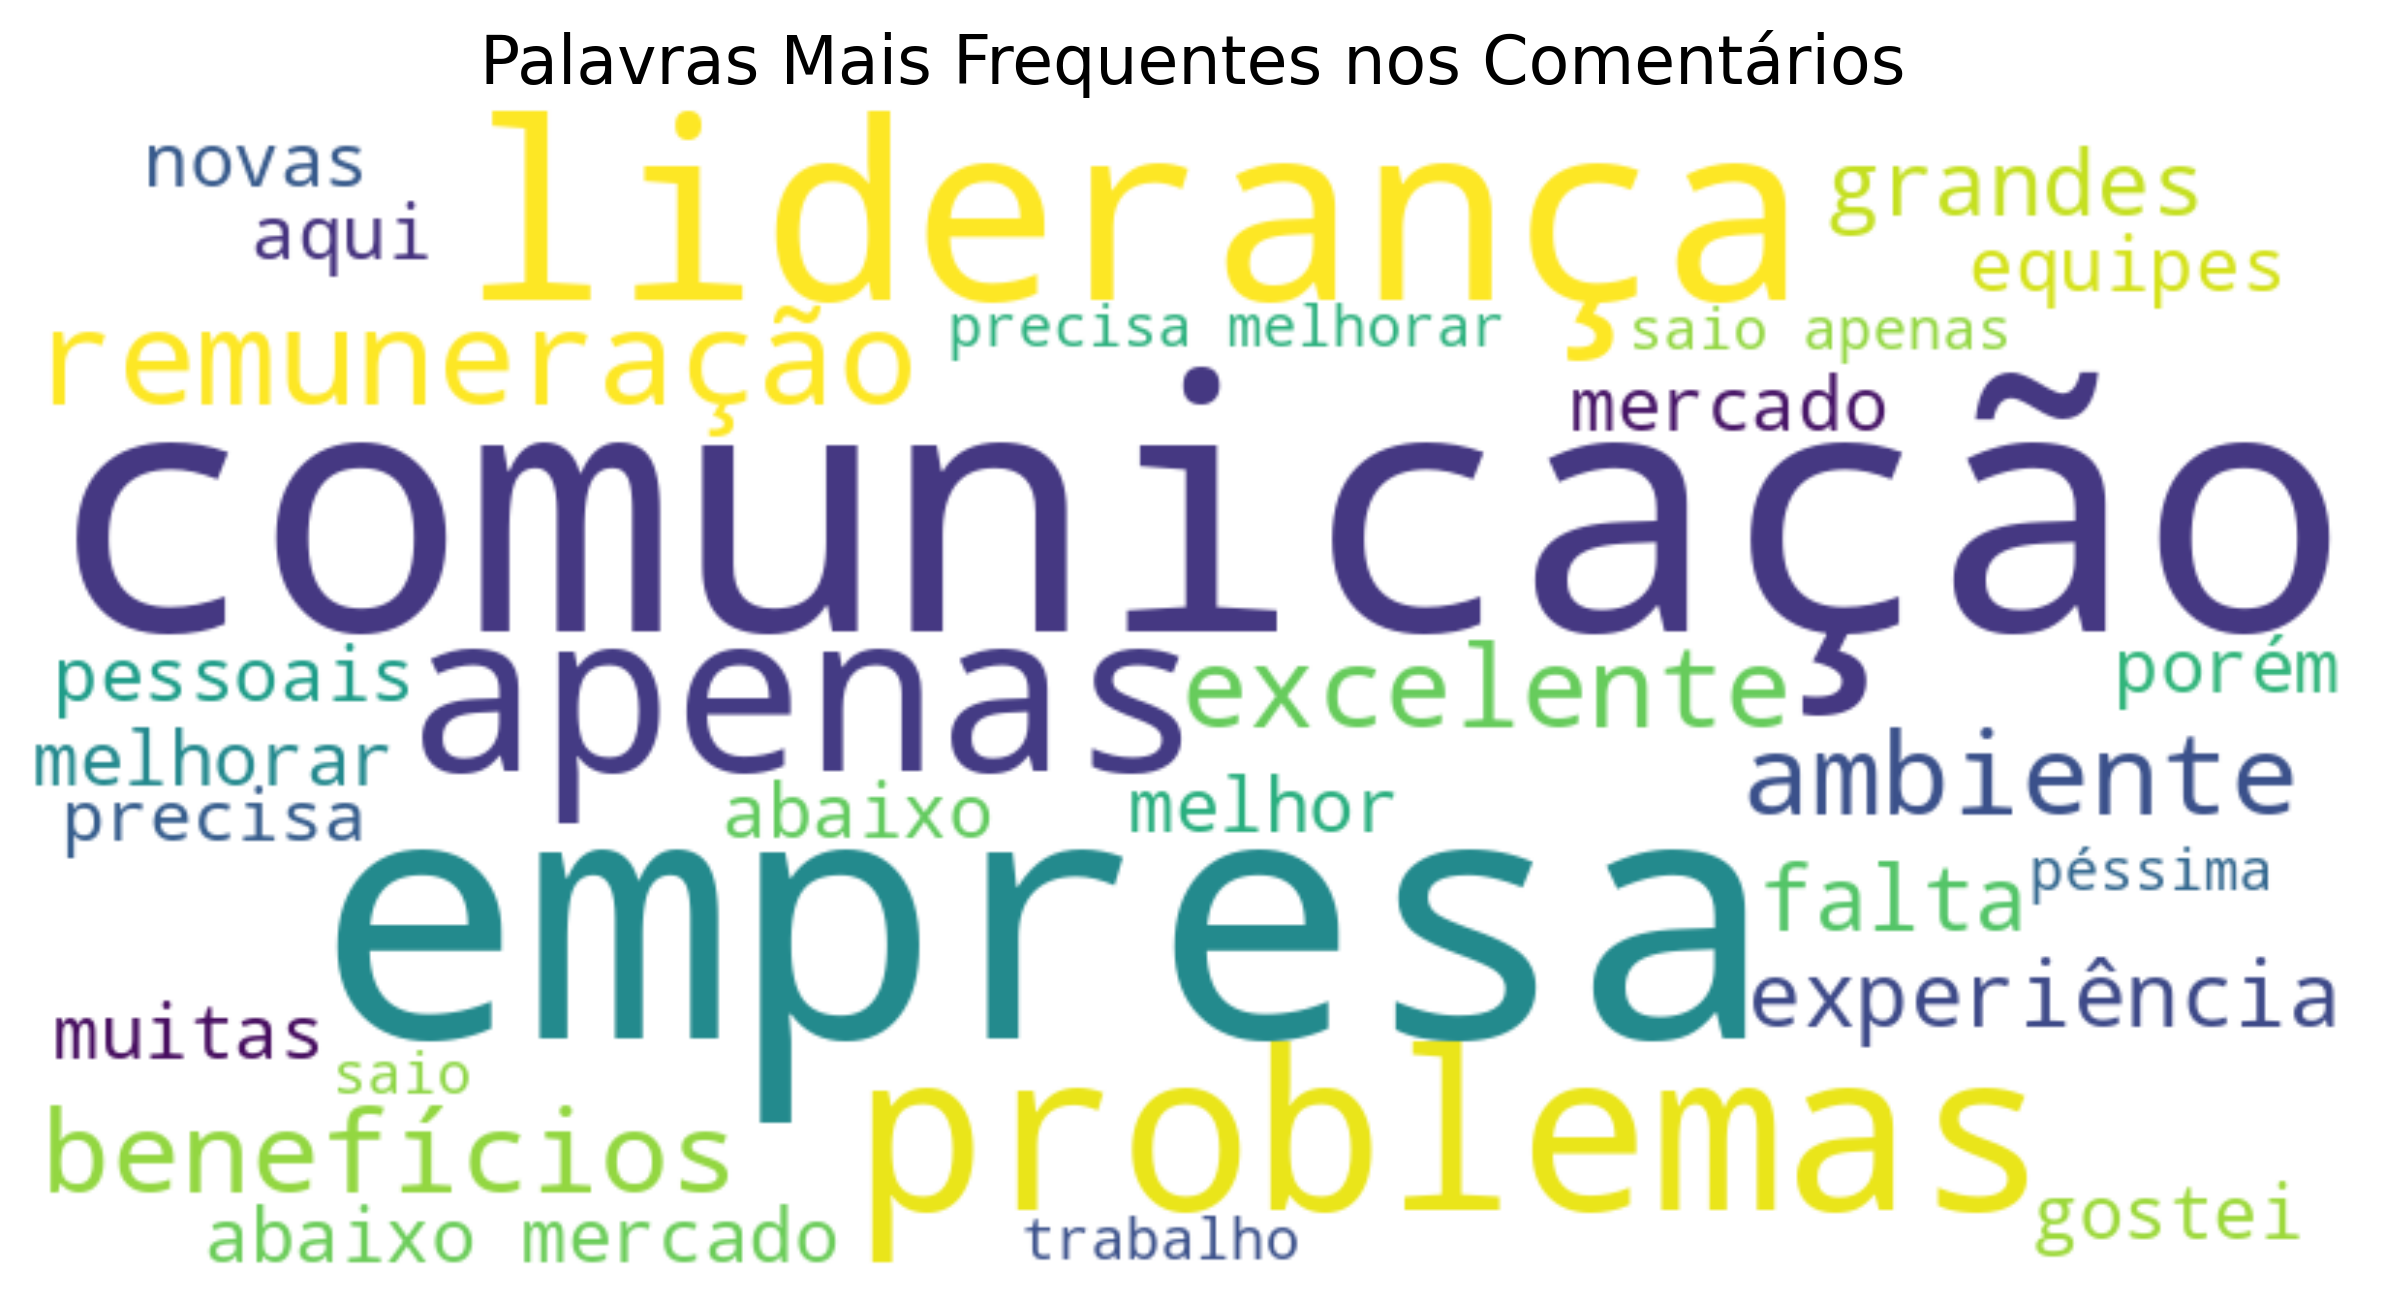 Palavras Mais Frequentes nos Comentários
novas
liderança
grandes
aqui
equipes
remuneração
precisa melhorar
saio apenas
mercado
comunicação
pessoais
apenas
excelente
porém
melhorar
ambiente
precisa
abaixo
melhor
empresa
falta
péssima
experiência
muitas
saio
benefícios
problemas
abaixo mercado
trabalho
gostei